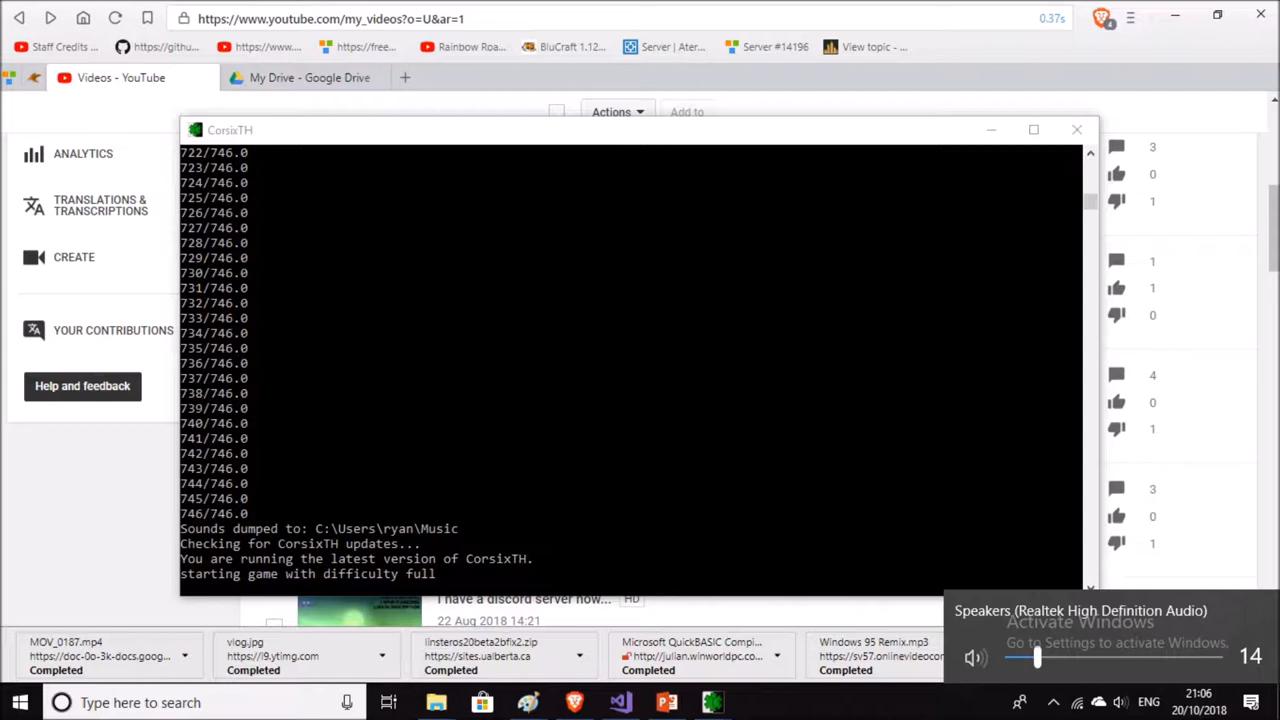 https://www.youtube.com/my_videos?o=U&ar=1
0.37s
4
Staff Credits ...
https://githu...
https://www....
https://free...
Rainbow Roa...
BluCraft 1.12...
Server | Ater...
Server #14196
View topic - ...
Videos - YouTube
My Drive - Google Drive
Actions
Add to
ANALYTICS
TRANSLATIONS &
TRANSCRIPTIONS
CREATE
YOUR CONTRIBUTIONS
Help and feedback
CorsixTH
722/746.0
723/746.0
724/746.0
725/746.0
726/746.0
727/746.0
728/746.0
729/746.0
730/746.0
731/746.0
732/746.0
733/746.0
734/746.0
735/746.0
736/746.0
737/746.0
738/746.0
739/746.0
740/746.0
741/746.0
742/746.0
743/746.0
744/746.0
745/746.0
746/746.0
Sounds dumped to: C:\Users\ryan\Music
Checking for CorsixTH updates...
You are running the latest version of CorsixTH.
starting game with difficulty full
3
0
1
1
1
0
4
0
1
3
0
1
I have a discord server now...
HD
22 Aug 2018 14:21
Speakers (Realtek High Definition Audio)
Activate Windows
Go to Settings to activate Windows.
14
MOV_0187.mp4
https://doc-0o-3k-docs.goog...
Completed
vlog.jpg
https://i9.ytimg.com
Completed
linsteros20beta2bfix2.zip
https://sites.ualberta.ca
Completed
Microsoft QuickBASIC Compi...
http://julian.winworldpc.co...
Completed
Windows 95 Remix.mp3
https://sv57.onlinevideocon
Completed
Type here to search
ENG
21:06
20/10/2018